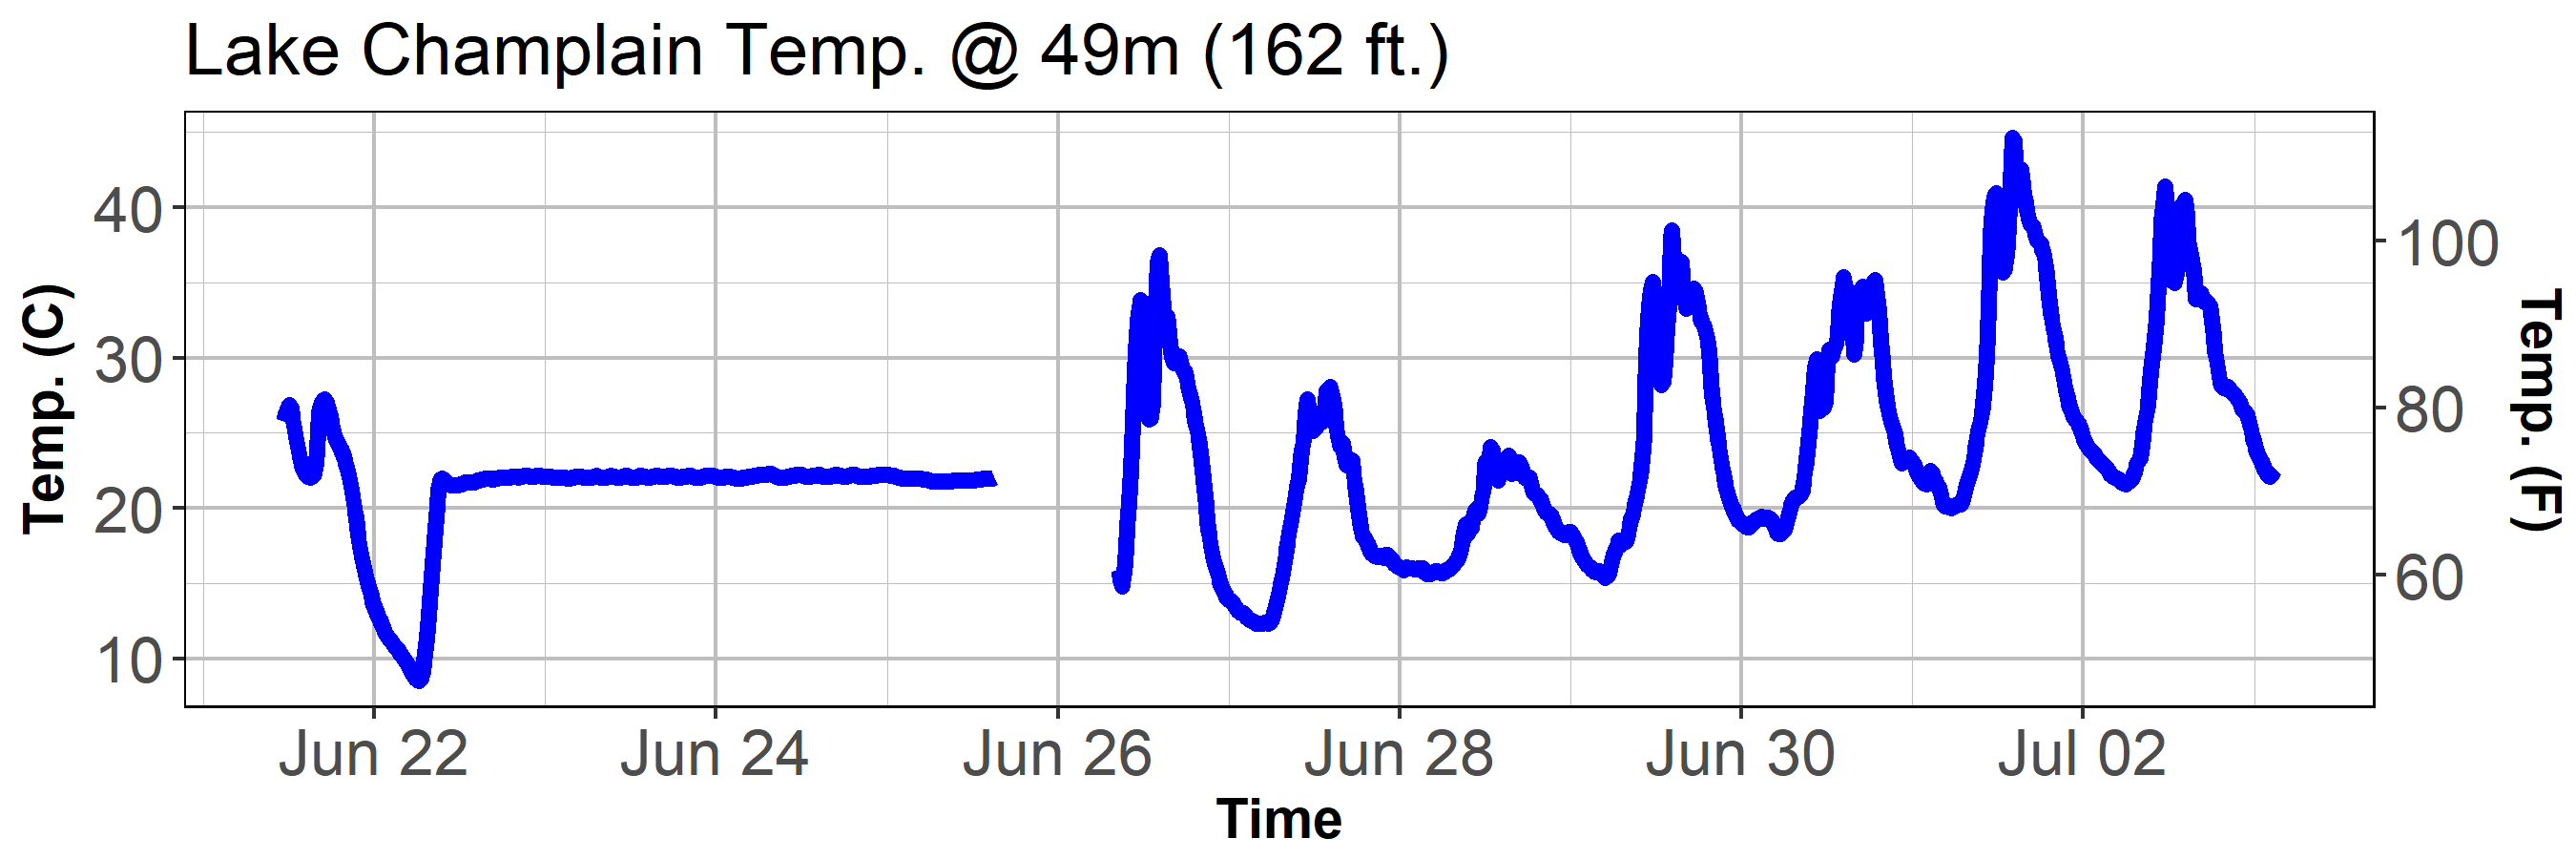 Lake Champlain Temp. @ 49m (162 ft.)
Temp. (C)
40
30
20
10
100
80
60
Temp. (F)
Jun 22 Jun 24 Jun 26 Jun 28 Jun 30 Jul 02
Time